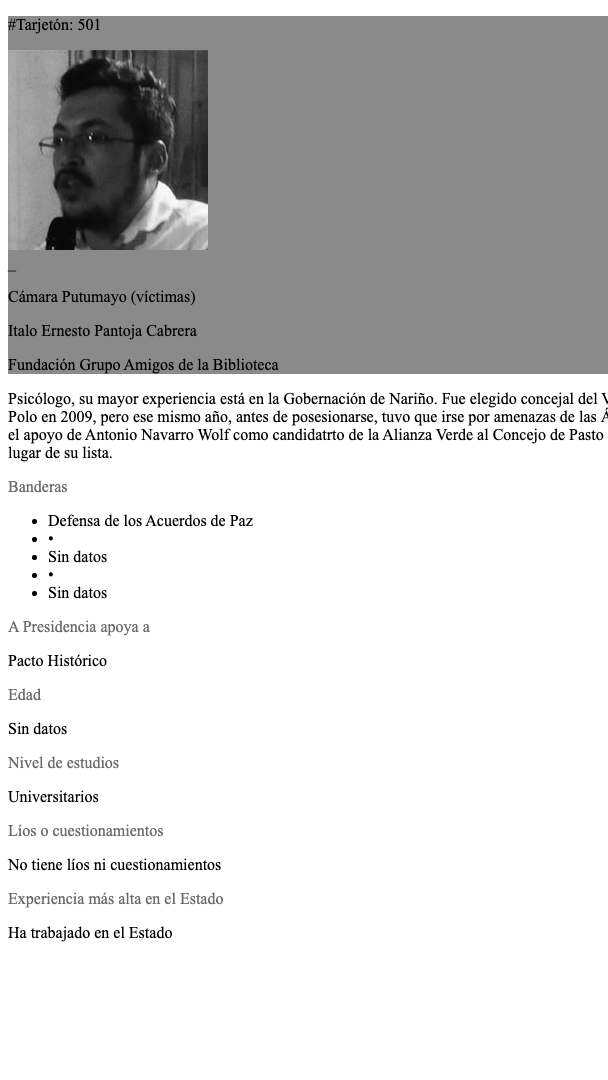 #Tarjetón: 501
_
Cámara Putumayo (víctimas)
Italo Ernesto Pantoja Cabrera
Fundación Grupo Amigos de la Biblioteca
Psicólogo, su mayor experiencia está en la Gobernación de Nariño. Fue elegido concejal del
Polo en 2009, pero ese mismo año, antes de posesionarse, tuvo que irse por amenazas de las
el apoyo de Antonio Navarro Wolf como candidatrto de la Alianza Verde al Concejo de Pasto
lugar de su lista.
Banderas
• Defensa de los Acuerdos de Paz
• •
• Sin datos
• •
• Sin datos
A Presidencia apoya a
Pacto Histórico
Edad
Sin datos
Nivel de estudios
Universitarios
Líos o cuestionamientos
No tiene líos ni cuestionamientos
Experiencia más alta en el Estado
Ha trabajado en el Estado